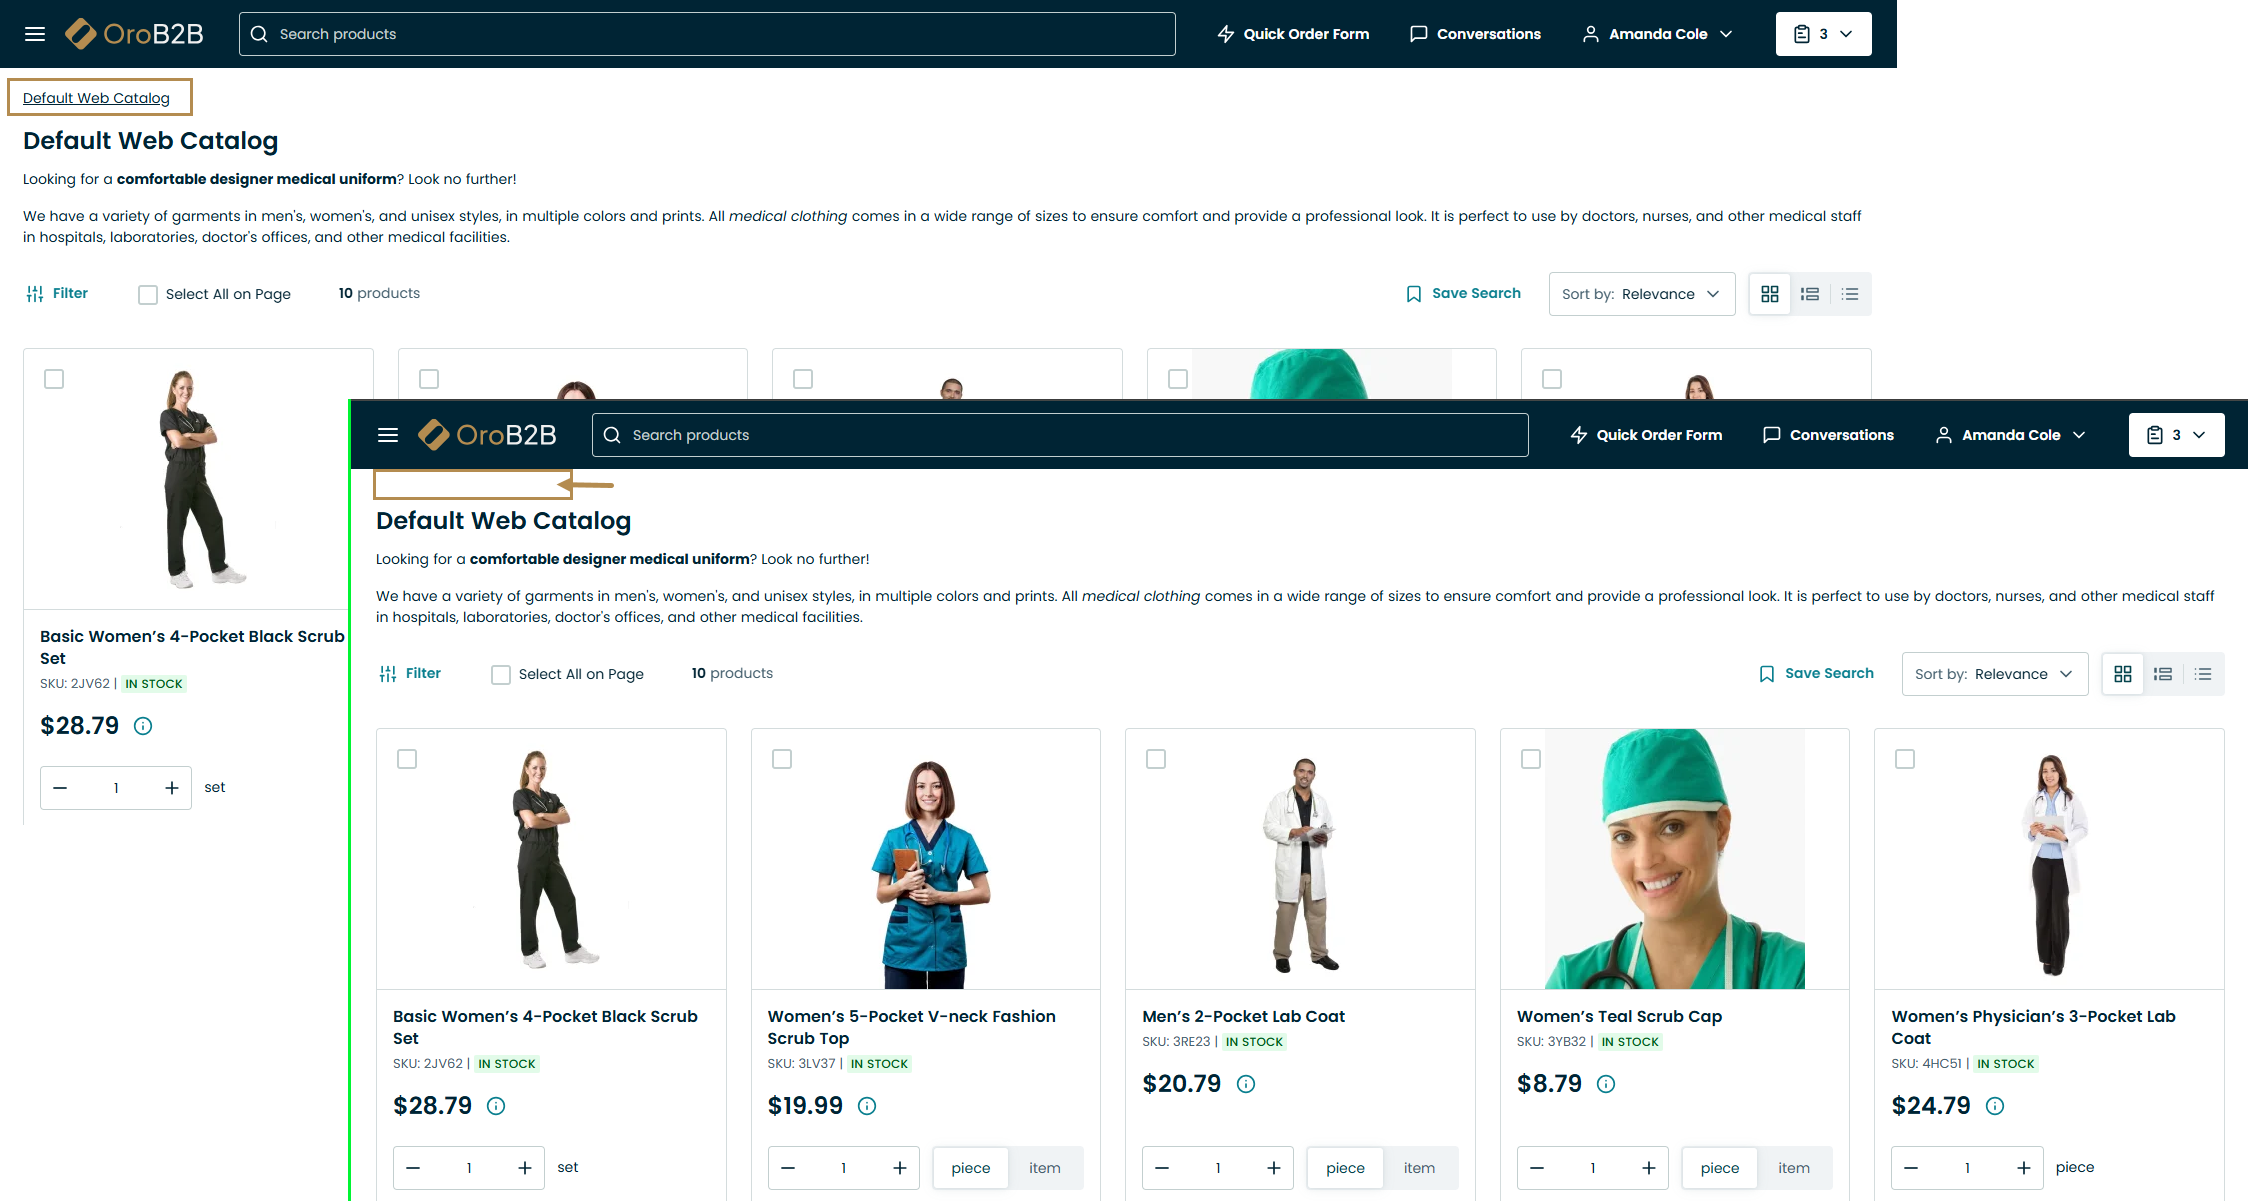 OroB2B
Search products
Quick Order Form
Conversations
Amanda Cole
3
Default Web Catalog
Default Web Catalog
Looking for a comfortable designer medical uniform? Look no further!
We have a variety of garments in men's, women's, and unisex styles, in multiple colors and prints. All medical clothing comes in a wide range of sizes to ensure comfort and provide a professional look. It is perfect to use by doctors, nurses, and other medical staff
in hospitals, laboratories, doctor's offices, and other medical facilities.
Filter
Select All on Page
10 products
Save Search
Sort by: Relevance
Basic Women’s 4-Pocket Black Scrub
Set
SKU: 2JV62 | IN STOCK
$28.79
1
set
OroB2B
Search products
Quick Order Form
Conversations
Amanda Cole
3
Default Web Catalog
Looking for a comfortable designer medical uniform? Look no further!
We have a variety of garments in men's, women's, and unisex styles, in multiple colors and prints. All medical clothing comes in a wide range of sizes to ensure comfort and provide a professional look. It is perfect to use by doctors, nurses, and other medical staff
in hospitals, laboratories, doctor's offices, and other medical facilities.
Filter
Select All on Page
10 products
Save Search
Sort by: Relevance
Basic Women’s 4-Pocket Black Scrub
Set
SKU: 2JV62 | IN STOCK
$28.79
1
set
Women’s 5-Pocket V-neck Fashion
Scrub Top
SKU: 3LV37 | IN STOCK
$19.99
1
piece
item
Men’s 2-Pocket Lab Coat
SKU: 3RE23 | IN STOCK
$20.79
1
piece
item
Women’s Teal Scrub Cap
SKU: 3YB32 | IN STOCK
$8.79
1
piece
item
Women’s Physician’s 3-Pocket Lab
Coat
SKU: 4HC51 | IN STOCK
$24.79
1
piece